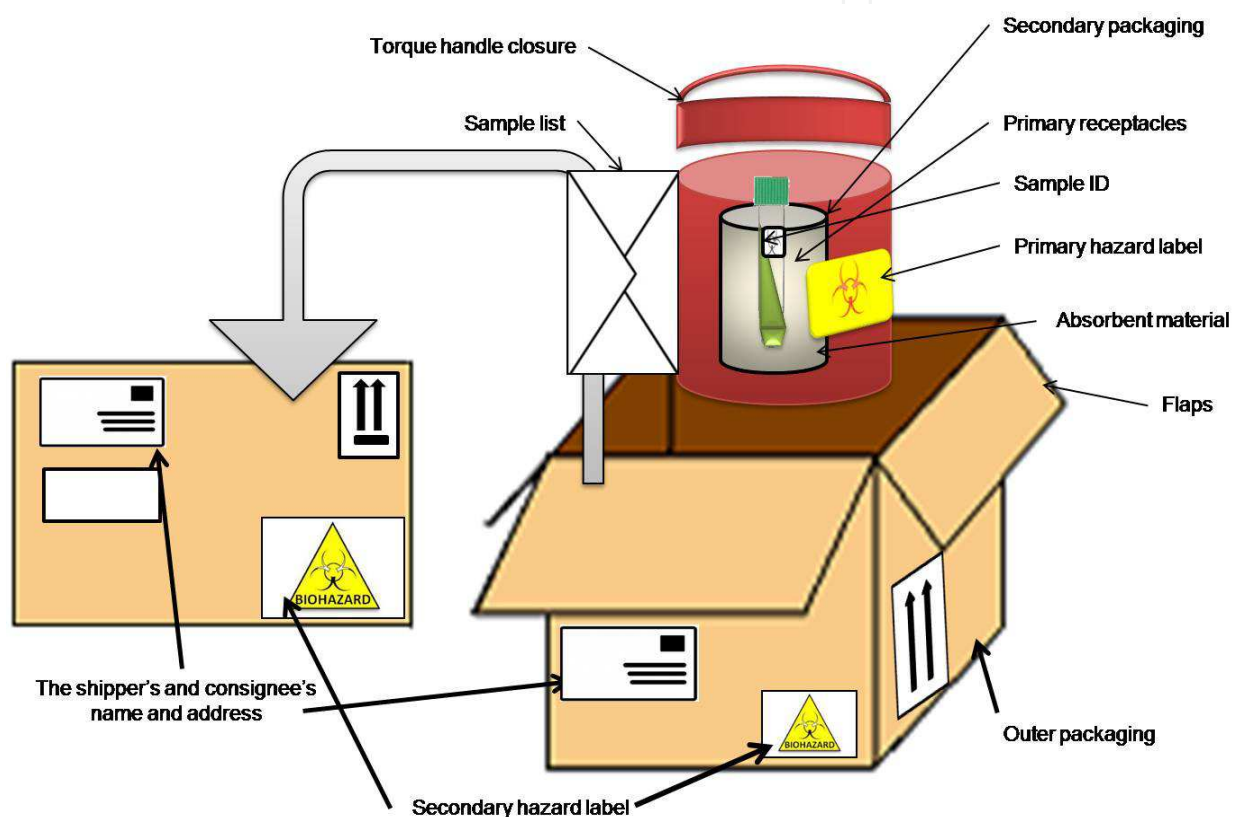 Secondary packaging
Torque handle closure
Primary receptacles
Sample list
Sample ID
Primary hazard label
Absorbent material
Flaps
BIOHAZARD
The shipper's and consignee's
name and address
BIOHAZARD
Outer packaging
Secondary hazard label